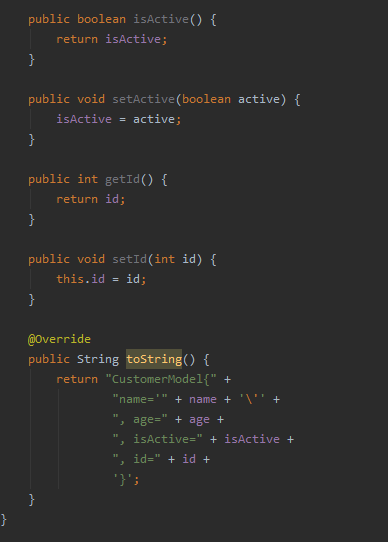 public boolean isActive() {
return isActive;
}
public void setActive(boolean active) {
isActive = active;
}
public int getId() {
return id;
}
public void setId(int id) {
this.id = id;
}
@Override
public String toString() {
return "CustomerModel{" +
"name='" + name + '\'' +
", age=" + age +
", isActive=" + isActive +
", id=" + id +
'}';
}
}